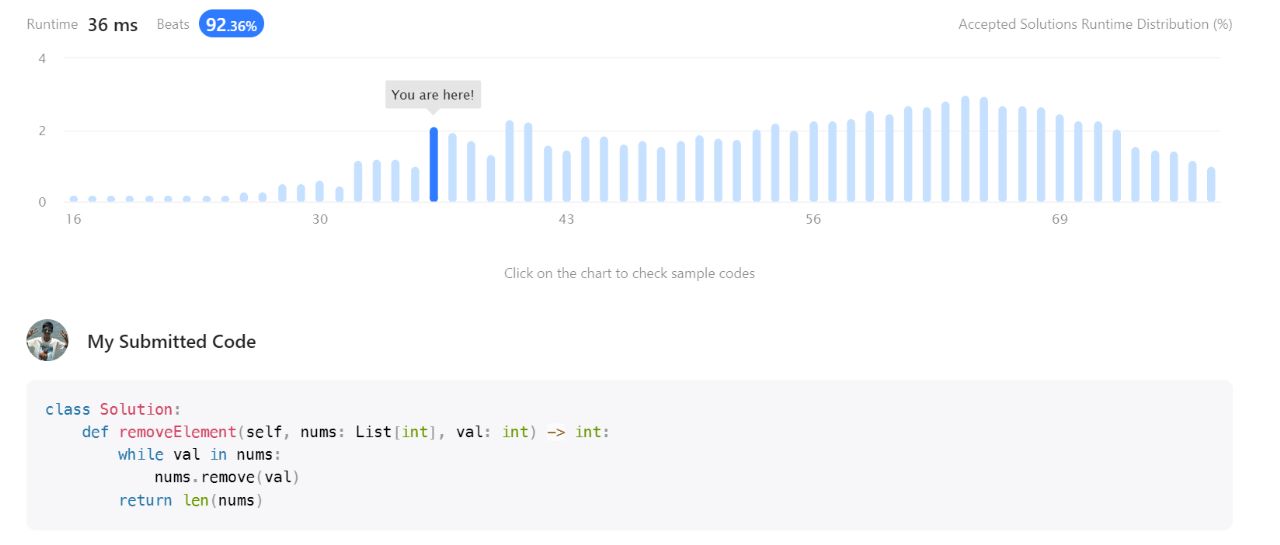 Runtime 36 ms Beats 92.36% Accepted Solutions Runtime Distribution (%)
4
You are here!
2
0
16 30 43 56 69
Click on the chart to check sample codes
My Submitted Code
class Solution:
    def removeElement(self, nums: List[int], val: int) -> int:
        while val in nums:
            nums.remove(val)
        return len(nums)